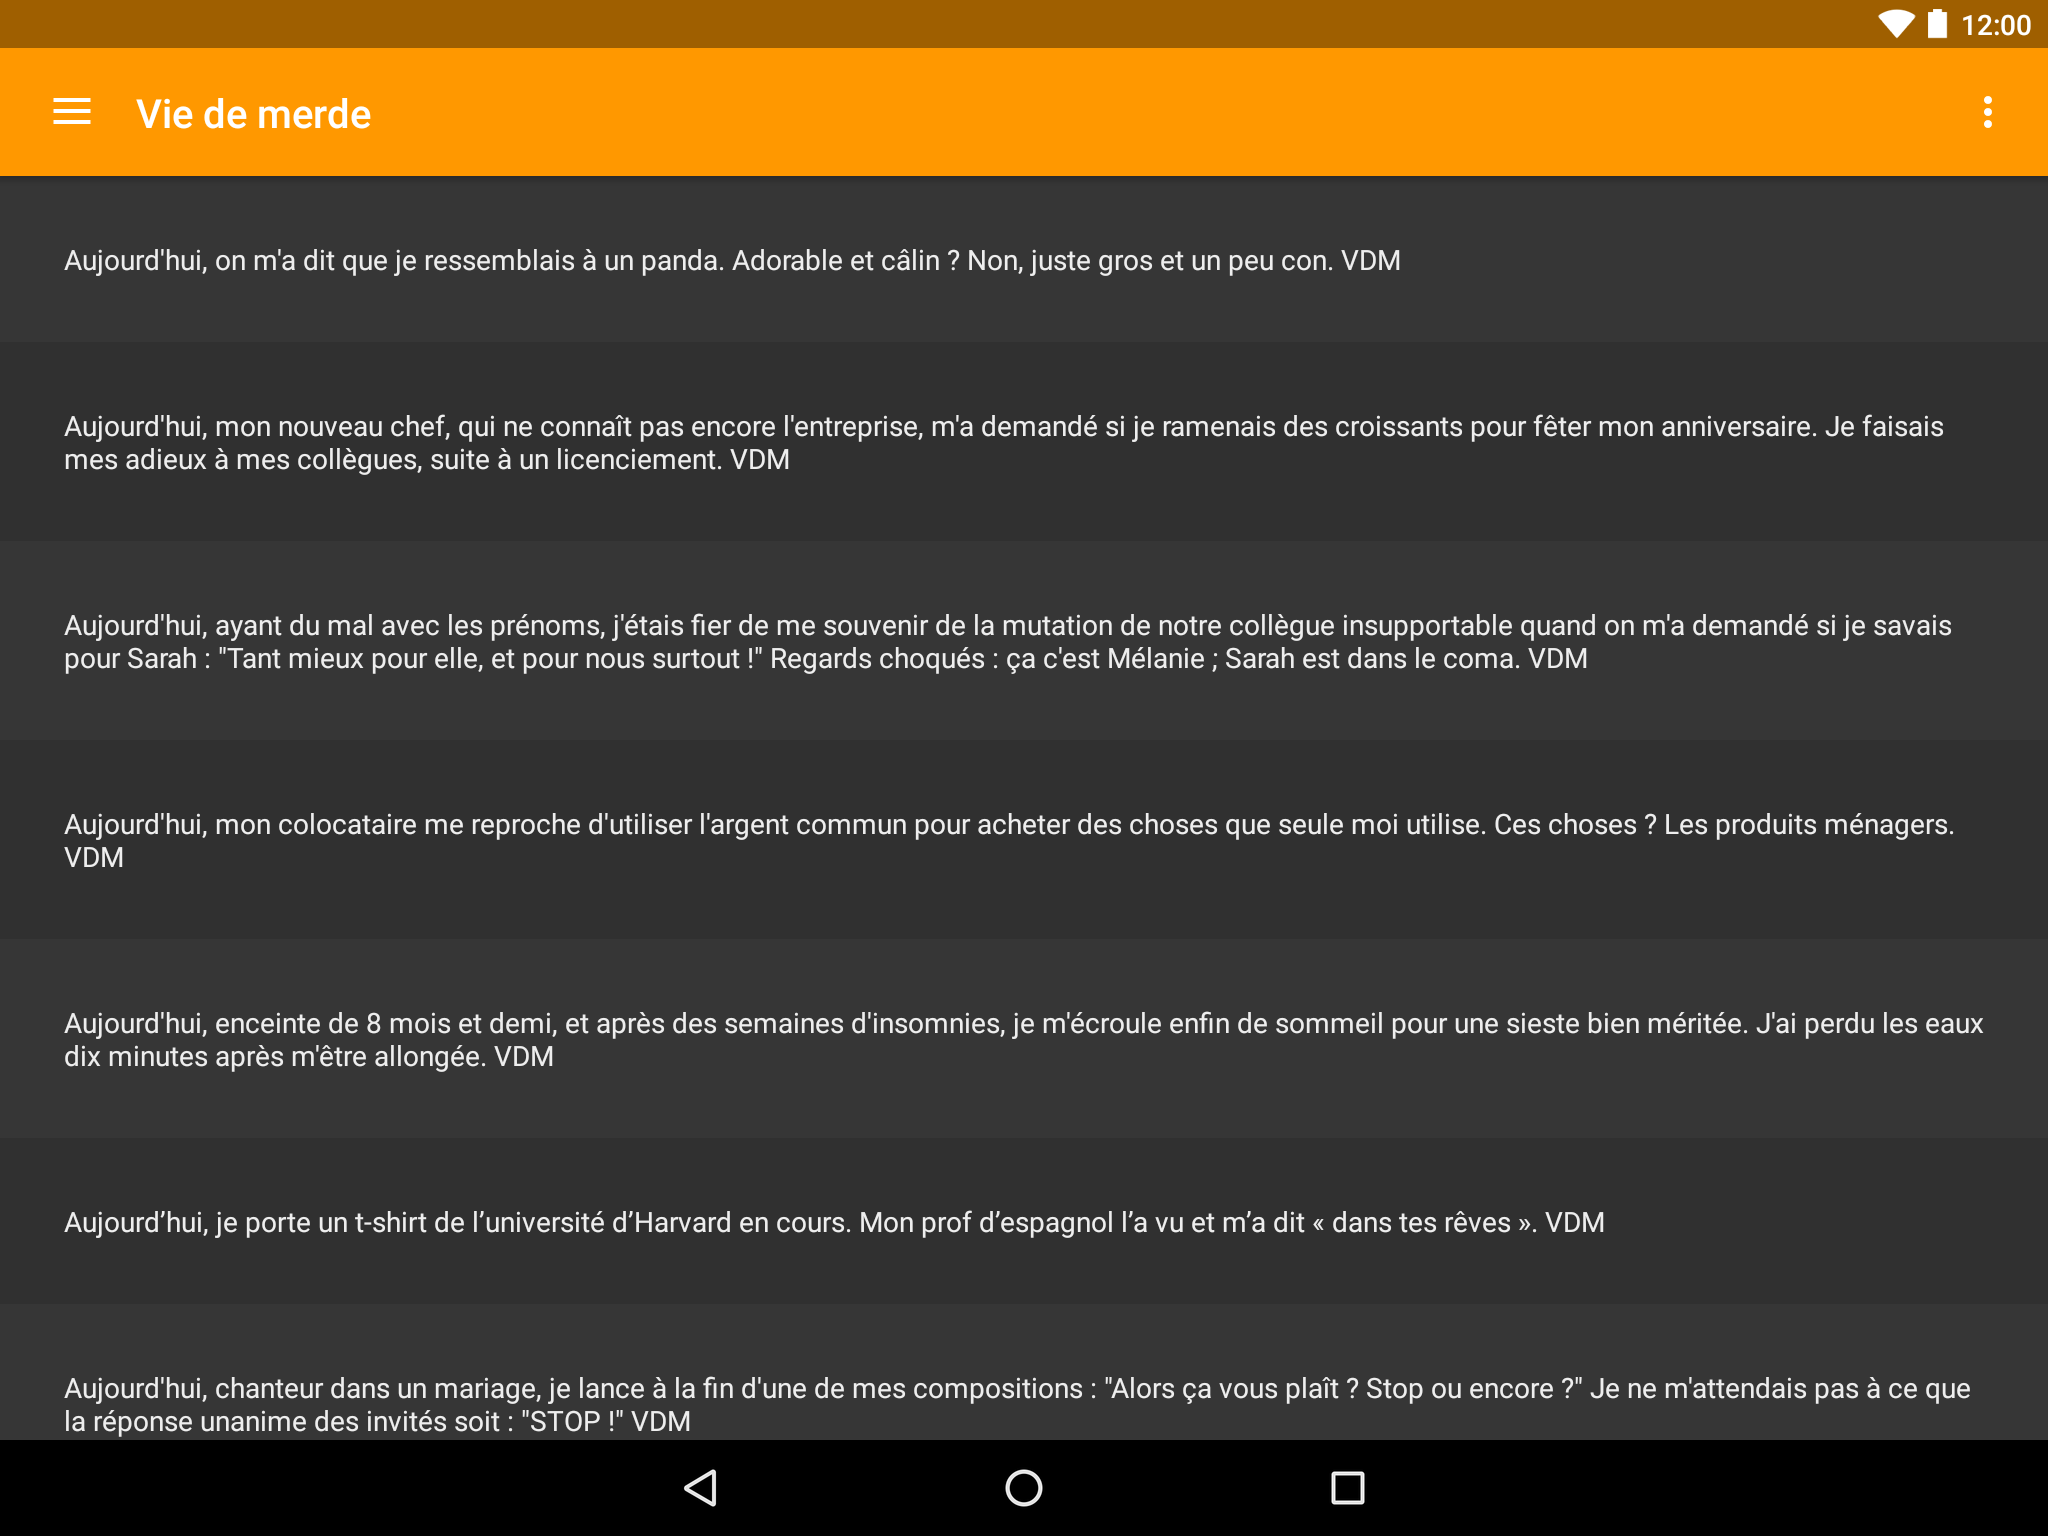 12:00
Vie de merde
Aujourd'hui, on m'a dit que je ressemblais à un panda. Adorable et câlin ? Non, juste gros et un peu con. VDM
Aujourd'hui, mon nouveau chef, qui ne connaît pas encore l'entreprise, m'a demandé si je ramenais des croissants pour fêter mon anniversaire. Je faisais
mes adieux à mes collègues, suite à un licenciement. VDM
Aujourd'hui, ayant du mal avec les prénoms, j'étais fier de me souvenir de la mutation de notre collègue insupportable quand on m'a demandé si je savais
pour Sarah : "Tant mieux pour elle, et pour nous surtout !" Regards choqués : ça c'est Mélanie ; Sarah est dans le coma. VDM
Aujourd'hui, mon colocataire me reproche d'utiliser l'argent commun pour acheter des choses que seule moi utilise. Ces choses ? Les produits ménagers.
VDM
Aujourd'hui, enceinte de 8 mois et demi, et après des semaines d'insomnies, je m'écroule enfin de sommeil pour une sieste bien méritée. J'ai perdu les eaux
dix minutes après m'être allongée. VDM
Aujourd’hui, je porte un t-shirt de l’université d’Harvard en cours. Mon prof d’espagnol l’a vu et m’a dit « dans tes rêves ». VDM
Aujourd'hui, chanteur dans un mariage, je lance à la fin d'une de mes compositions : "Alors ça vous plaît ? Stop ou encore ?" Je ne m'attendais pas à ce que
la réponse unanime des invités soit : "STOP !" VDM